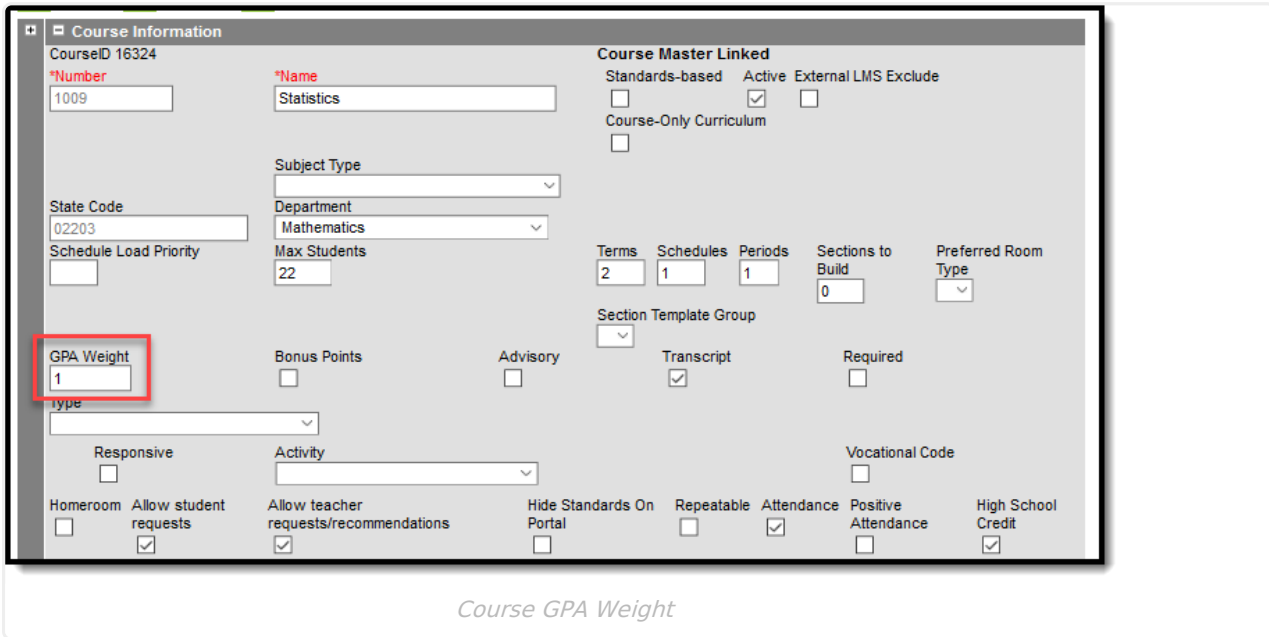 Course Information
CourseID 16324 Course Master Linked
*Number *Name Standards-based Active External LMS Exclude
1009 Statistics
Course-Only Curriculum
Subject Type
State Code Department
02203 Mathematics
Schedule Load Priority Max Students Terms Schedules Periods Sections to Build Preferred Room Type
22 2 1 1 0
Section Template Group
GPA Weight Bonus Points Advisory Transcript Required
1
Type
Responsive Activity Vocational Code
Homeroom Allow student requests Allow teacher requests/recommendations Hide Standards On Portal Repeatable Attendance Positive Attendance High School Credit
Course GPA Weight